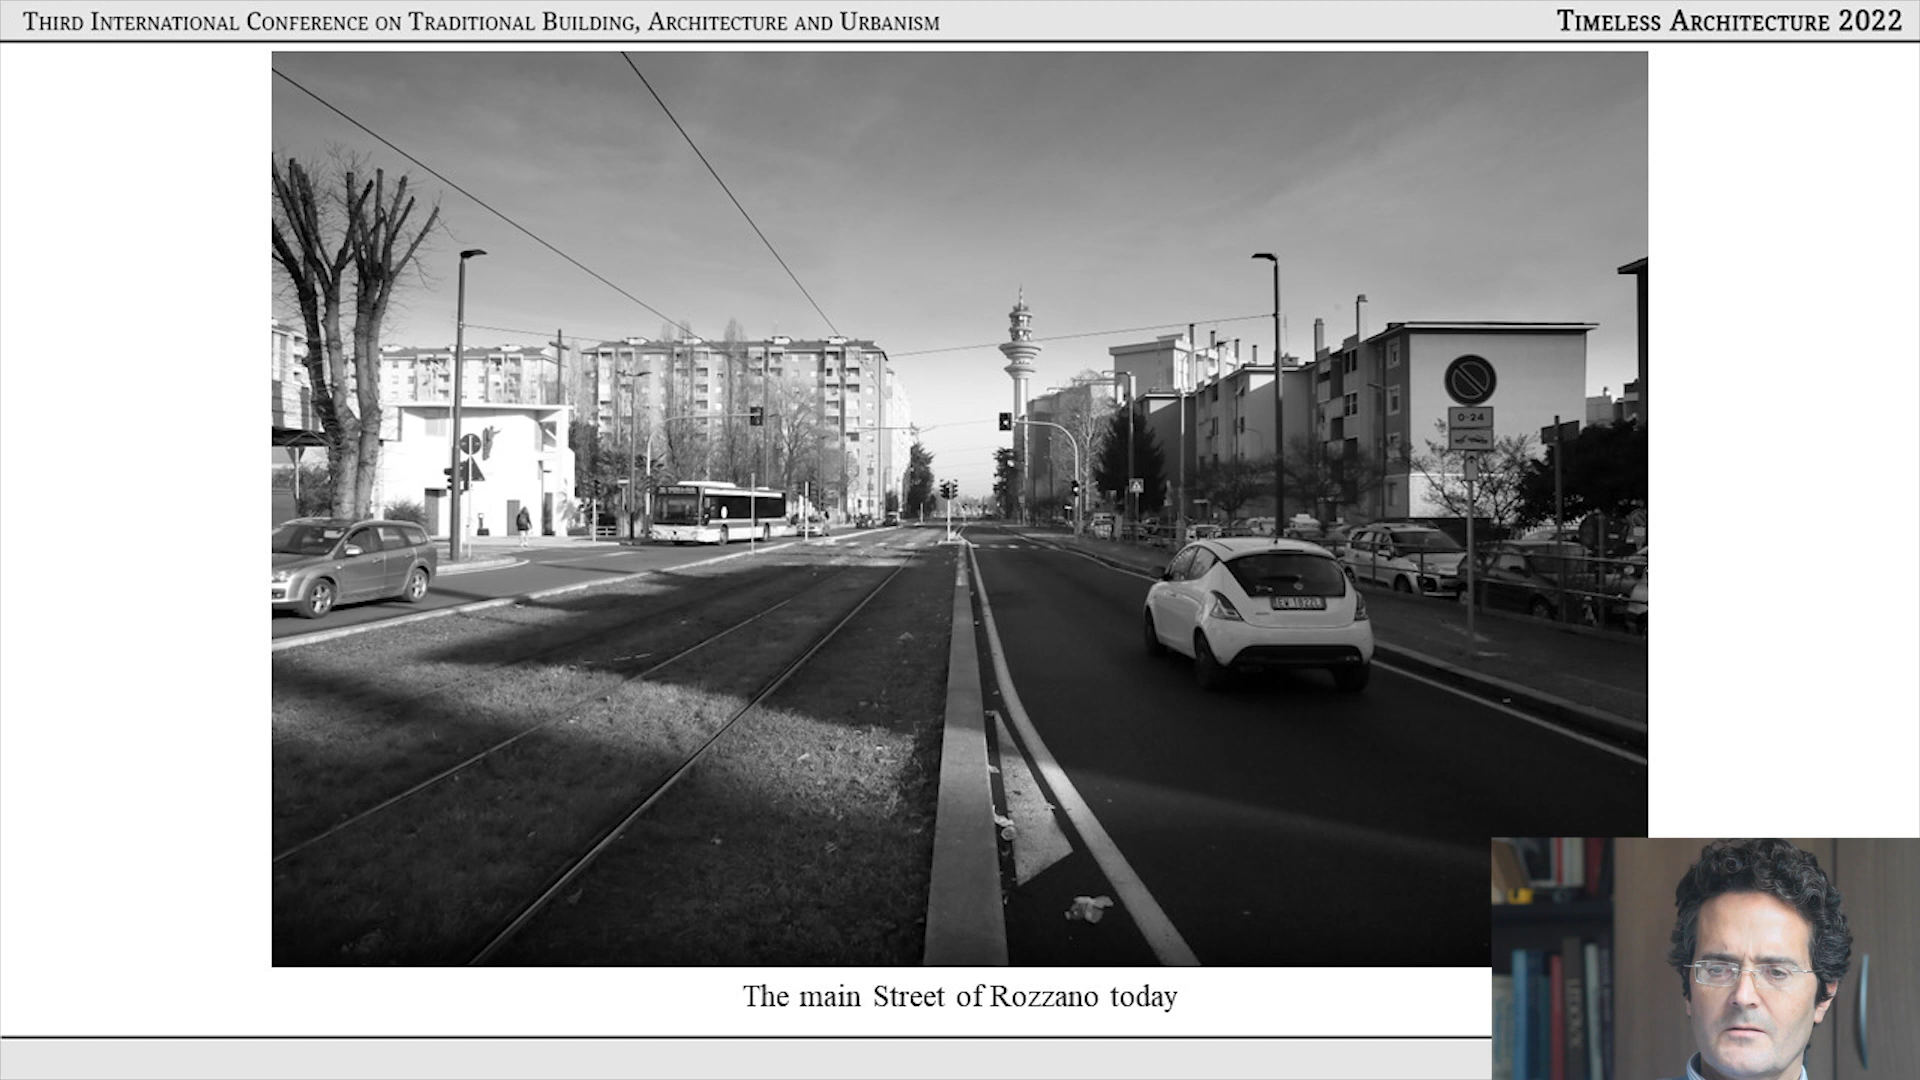 THIRD INTERNATIONAL CONFERENCE ON TRADITIONAL BUILDING, ARCHITECTURE AND URBANISM
TIMELESS ARCHITECTURE 2022
0-24
The main Street of Rozzano today